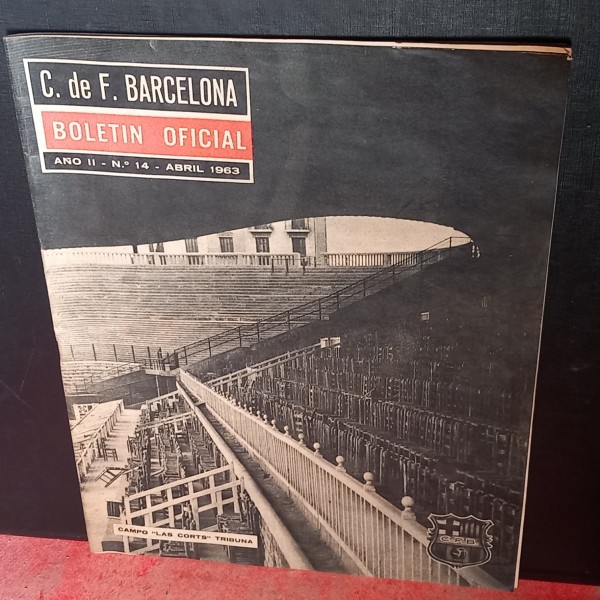 C. de F. BARCELONA
BOLETIN OFICIAL
AÑO II - N.º 14 - ABRIL 1963
CAMPO "LAS CORTS" TRIBUNA
C.F.B.